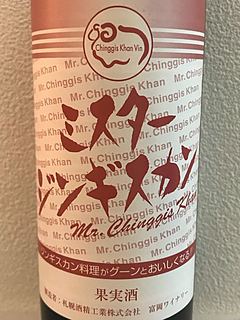 Chinggis Khan Vin
Mr. Chinggis Khan
ミスター
ジンギスカン
Mr. Chinggis Khan
ンギスカン料理がグーンとおいしくなる
果実酒
製造者：札幌酒精工業株式会社 富岡ワイナリー